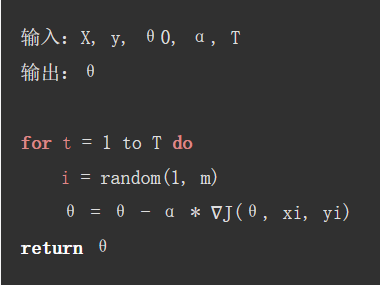 输入：X, y, θ0, α, T
输出：θ
for t = 1 to T do
i = random(1, m)
θ = θ - α * ∇J(θ, xi, yi)
return θ